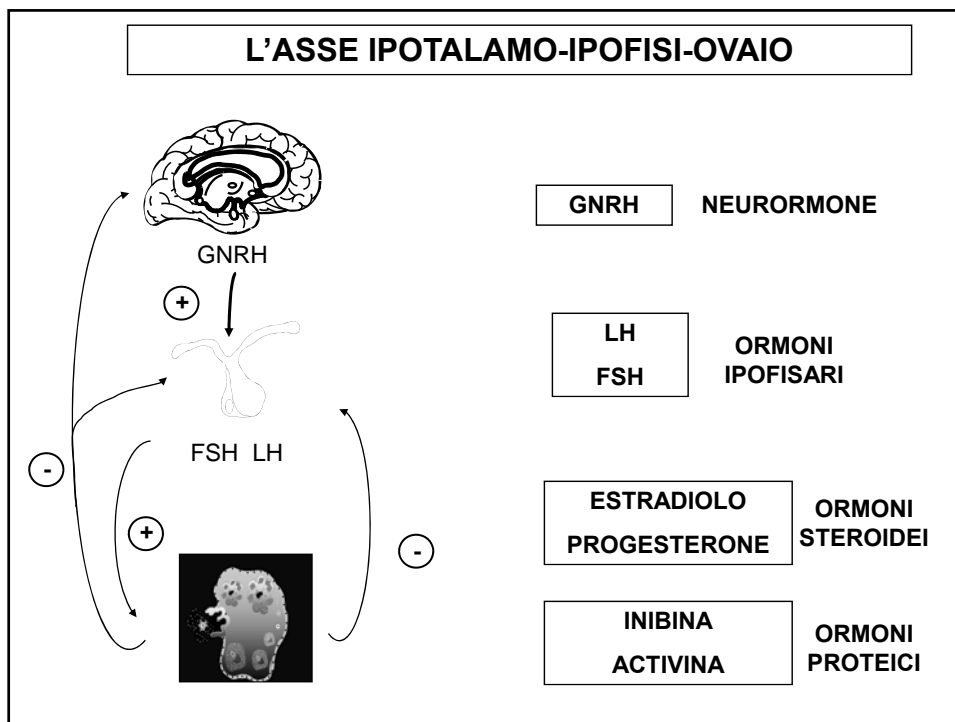 L'ASSE IPOTALAMO-IPOFISI-OVAIO
GNRH
+
FSH LH
-
+
-
GNRH
NEURORMONE
LH
FSH
ORMONI
IPOFISARI
ESTRADIOLO
PROGESTERONE
ORMONI
STEROIDEI
INIBINA
ACTIVINA
ORMONI
PROTEICI